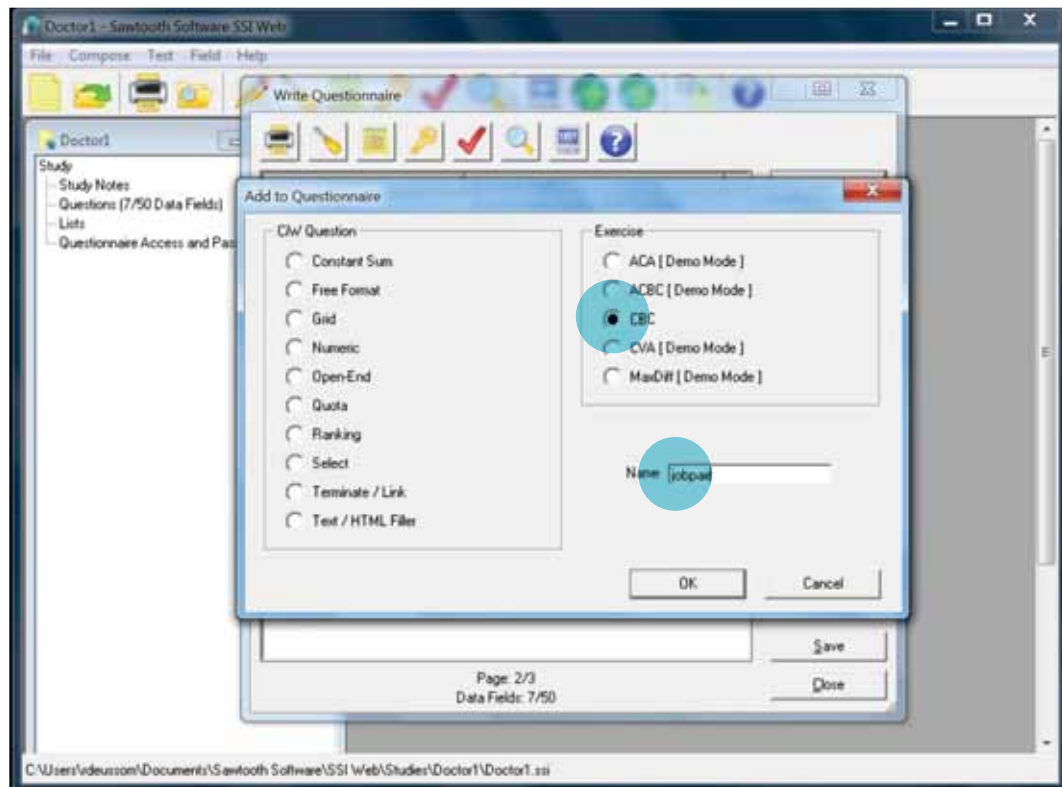 Doctor1 - Sawtooth Software SSI Web
File Compose Test Field Help
Write Questionnaire
Doctor1
Study
Study Notes
Questions (7/50 Data Fields)
Lists
Questionnaire Access and Pas
Add to Questionnaire
CiW Question
Constant Sum
Free Format
Grid
Numeric
Open-End
Quota
Ranking
Select
Terminate / Link
Text / HTML Filler
Exercise
ACA [ Demo Mode ]
ACBC [ Demo Mode ]
CBC
CVA [ Demo Mode ]
MaxDiff [ Demo Mode ]
Name:
OK Cancel
Save
Page: 2/3
Data Fields: 7/50
Close
C:\Users\vdeussom\Documents\Sawtooth Software\SSI Web\Studies\Doctor1\Doctor1.ssi